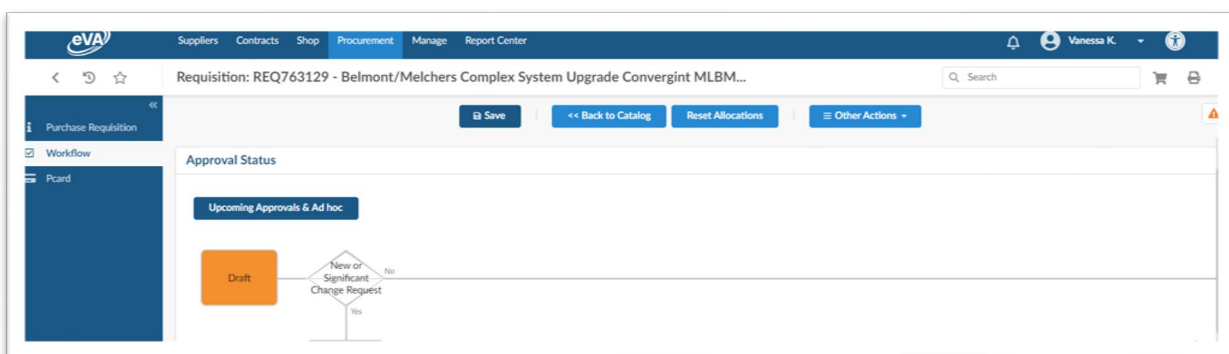 eVA Suppliers Contracts Shop Procurement Manage Report Center Vanessa K.
Requisition: REQ763129 - Belmont/Melchers Complex System Upgrade Convergint MLBM... Search
Save << Back to Catalog Reset Allocations Other Actions
Purchase Requisition
Workflow
Pcard
Approval Status
Upcoming Approvals & Ad hoc
Draft
New or
Significant
Change Request
No
Yes